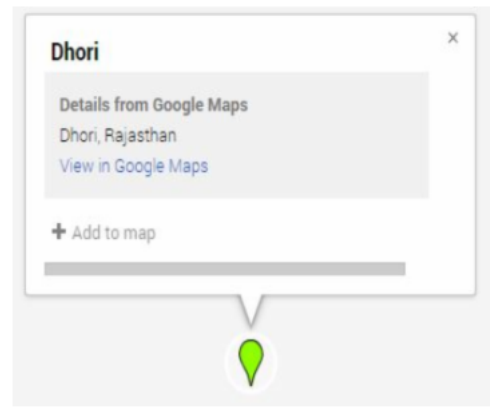 Dhori
Details from Google Maps
Dhori, Rajasthan
View in Google Maps
+ Add to map